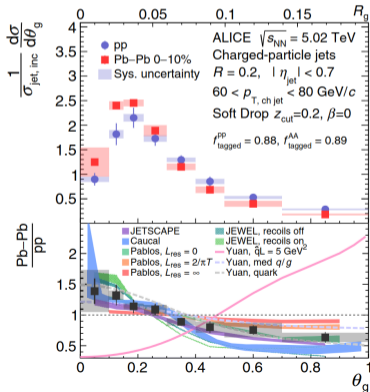 0 0.05 0.1 0.15 R_g
1/σ_jet, inc dσ/dθ_g
4
3.5
3
2.5
2
1.5
1
0.5
pp
Pb–Pb 0–10%
Sys. uncertainty
ALICE √s_NN = 5.02 TeV
Charged-particle jets
R = 0.2, | η_jet | < 0.7
60 < p_T, ch jet < 80 GeV/c
Soft Drop z_cut=0.2, β=0
f^pp_tagged = 0.88, f^AA_tagged = 0.89
Pb–Pb/pp
2
1.5
1
0.5
JETSCAPE
Caucal
Pablos, L_res = 0
Pablos, L_res = 2/πT
Pablos, L_res = ∞
JEWEL, recoils off
JEWEL, recoils on
Yuan, q̂L = 5 GeV²
Yuan, med q/g
Yuan, quark
0 0.2 0.4 0.6 0.8 1 θ_g